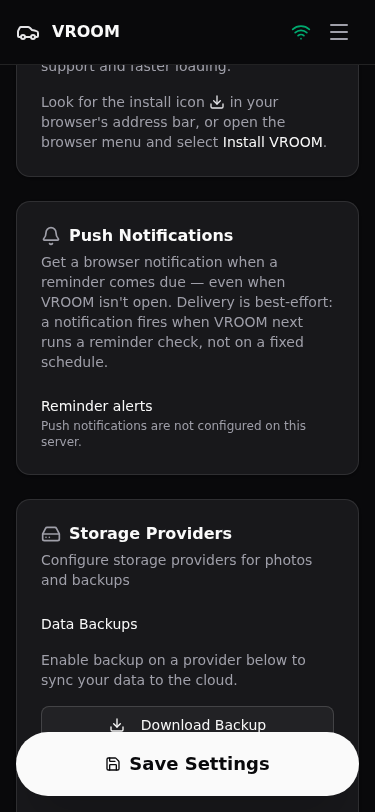 VROOM
support and faster loading.
Look for the install icon in your
browser's address bar, or open the
browser menu and select Install VROOM.
Push Notifications
Get a browser notification when a
reminder comes due — even when
VROOM isn't open. Delivery is best-effort:
a notification fires when VROOM next
runs a reminder check, not on a fixed
schedule.
Reminder alerts
Push notifications are not configured on this
server.
Storage Providers
Configure storage providers for photos
and backups
Data Backups
Enable backup on a provider below to
sync your data to the cloud.
Download Backup
Save Settings